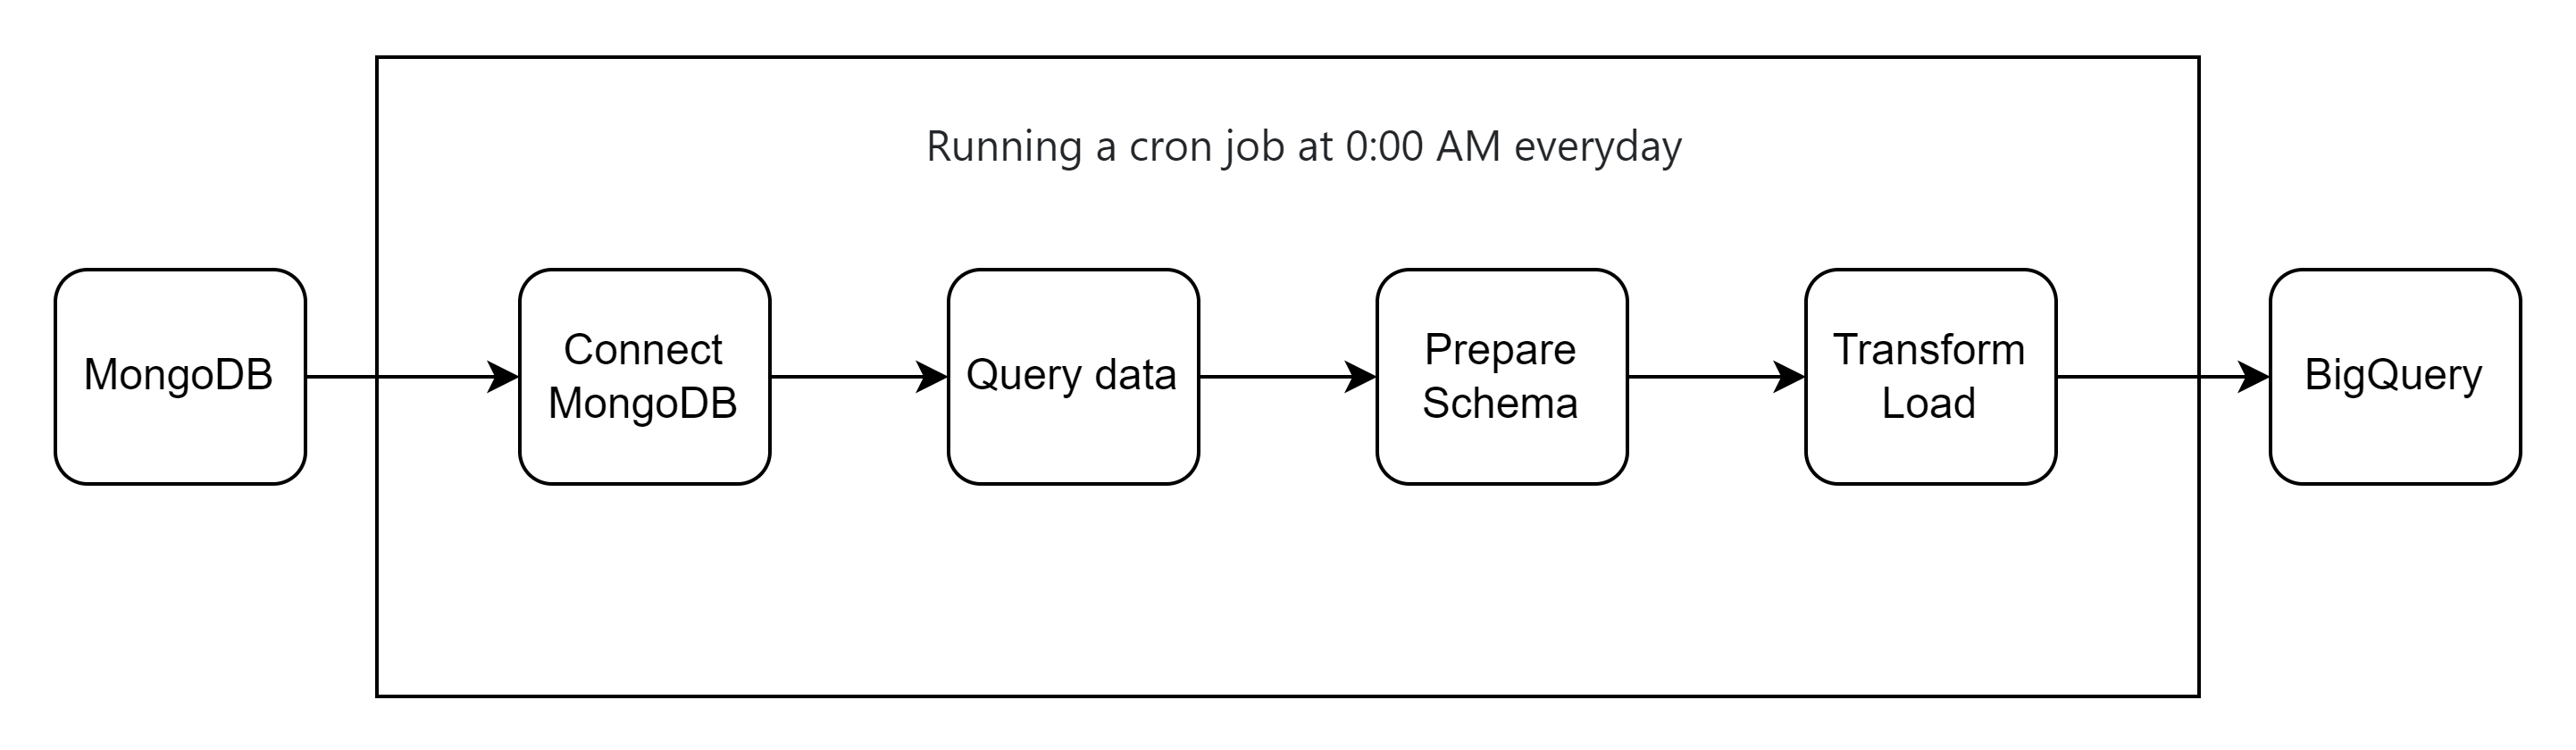 Running a cron job at 0:00 AM everyday
MongoDB
Connect
MongoDB
Query data
Prepare
Schema
Transform
Load
BigQuery